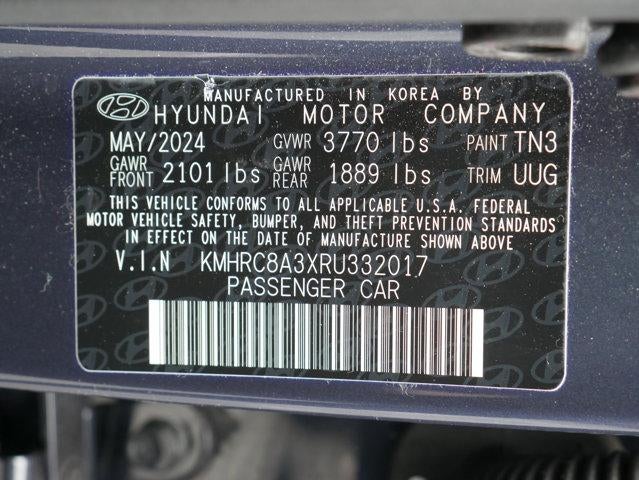 MANUFACTURED IN KOREA BY
HYUNDAI MOTOR COMPANY
MAY/2024 GVWR 3770 lbs PAINT TN3
GAWR FRONT 2101 lbs GAWR REAR 1889 lbs TRIM UUG
THIS VEHICLE CONFORMS TO ALL APPLICABLE U.S.A. FEDERAL
MOTOR VEHICLE SAFETY, BUMPER, AND THEFT PREVENTION STANDARDS
IN EFFECT ON THE DATE OF MANUFACTURE SHOWN ABOVE
V.I.N KMHRC8A3XRU332017
PASSENGER CAR